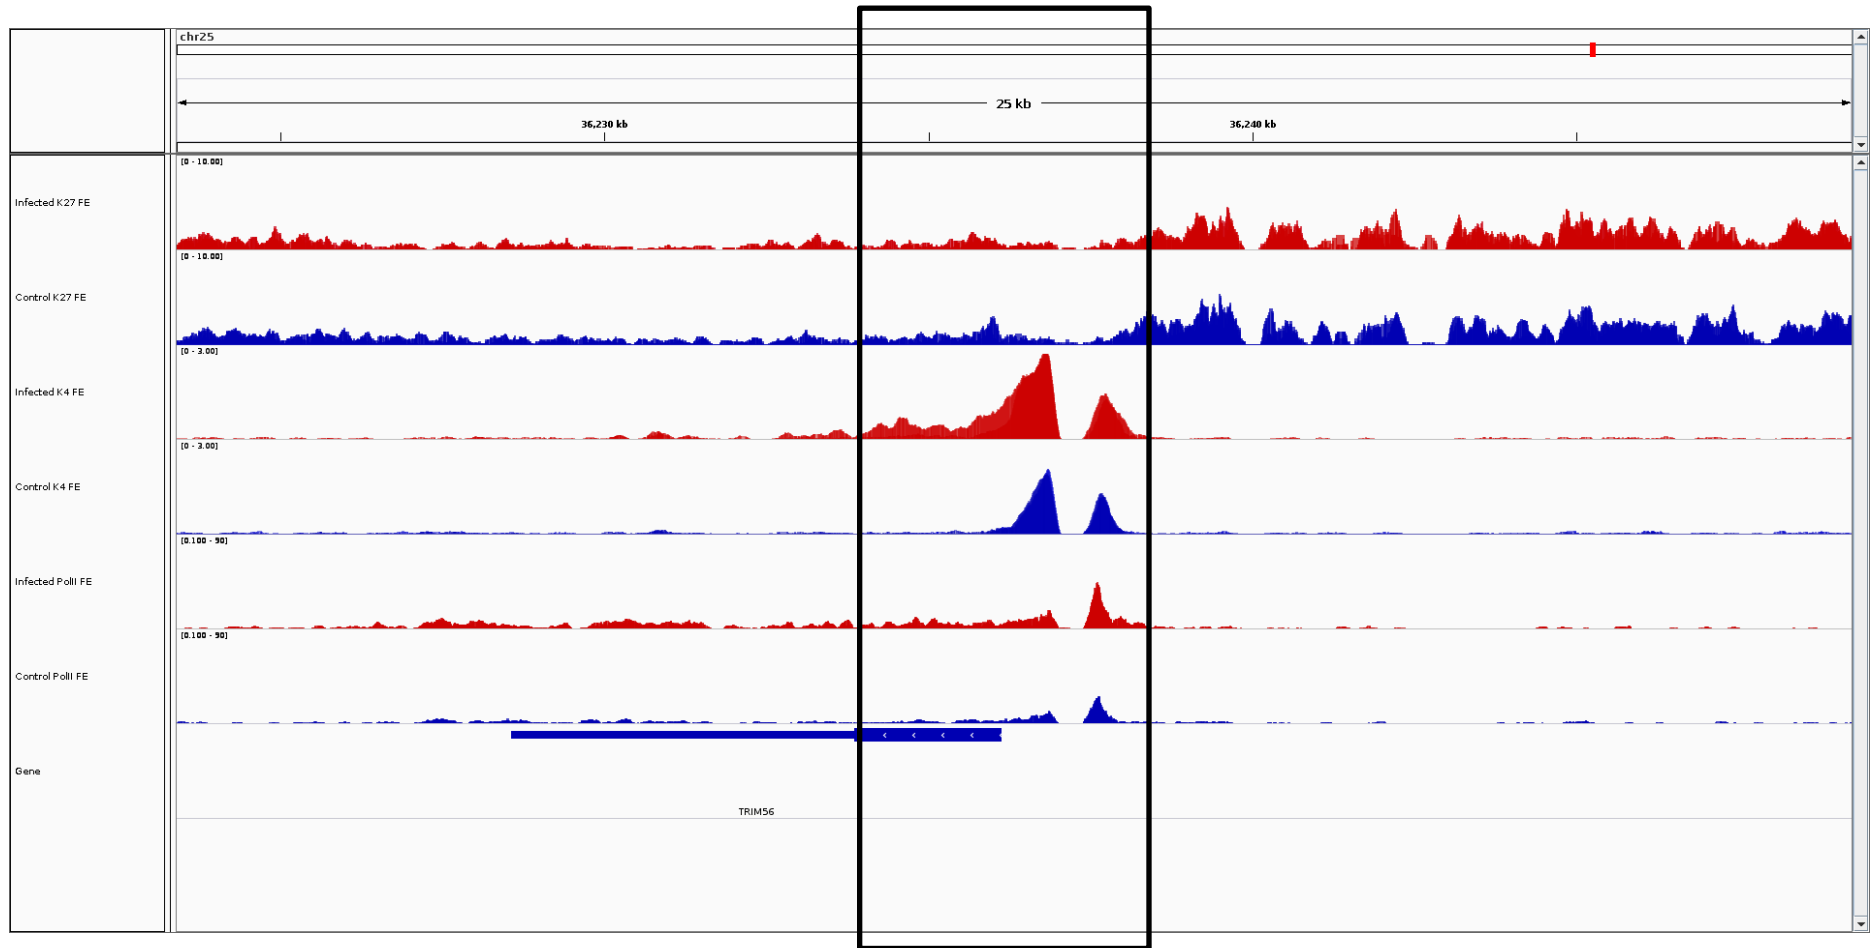 chr25
25 kb
36,230 kb
36,240 kb
[0 - 10.00]
Infected K27 FE
[0 - 10.00]
Control K27 FE
[0 - 3.00]
Infected K4 FE
[0 - 3.00]
Control K4 FE
[0.100 - 90]
Infected PolII FE
[0.100 - 90]
Control PolII FE
Gene
TRIM56